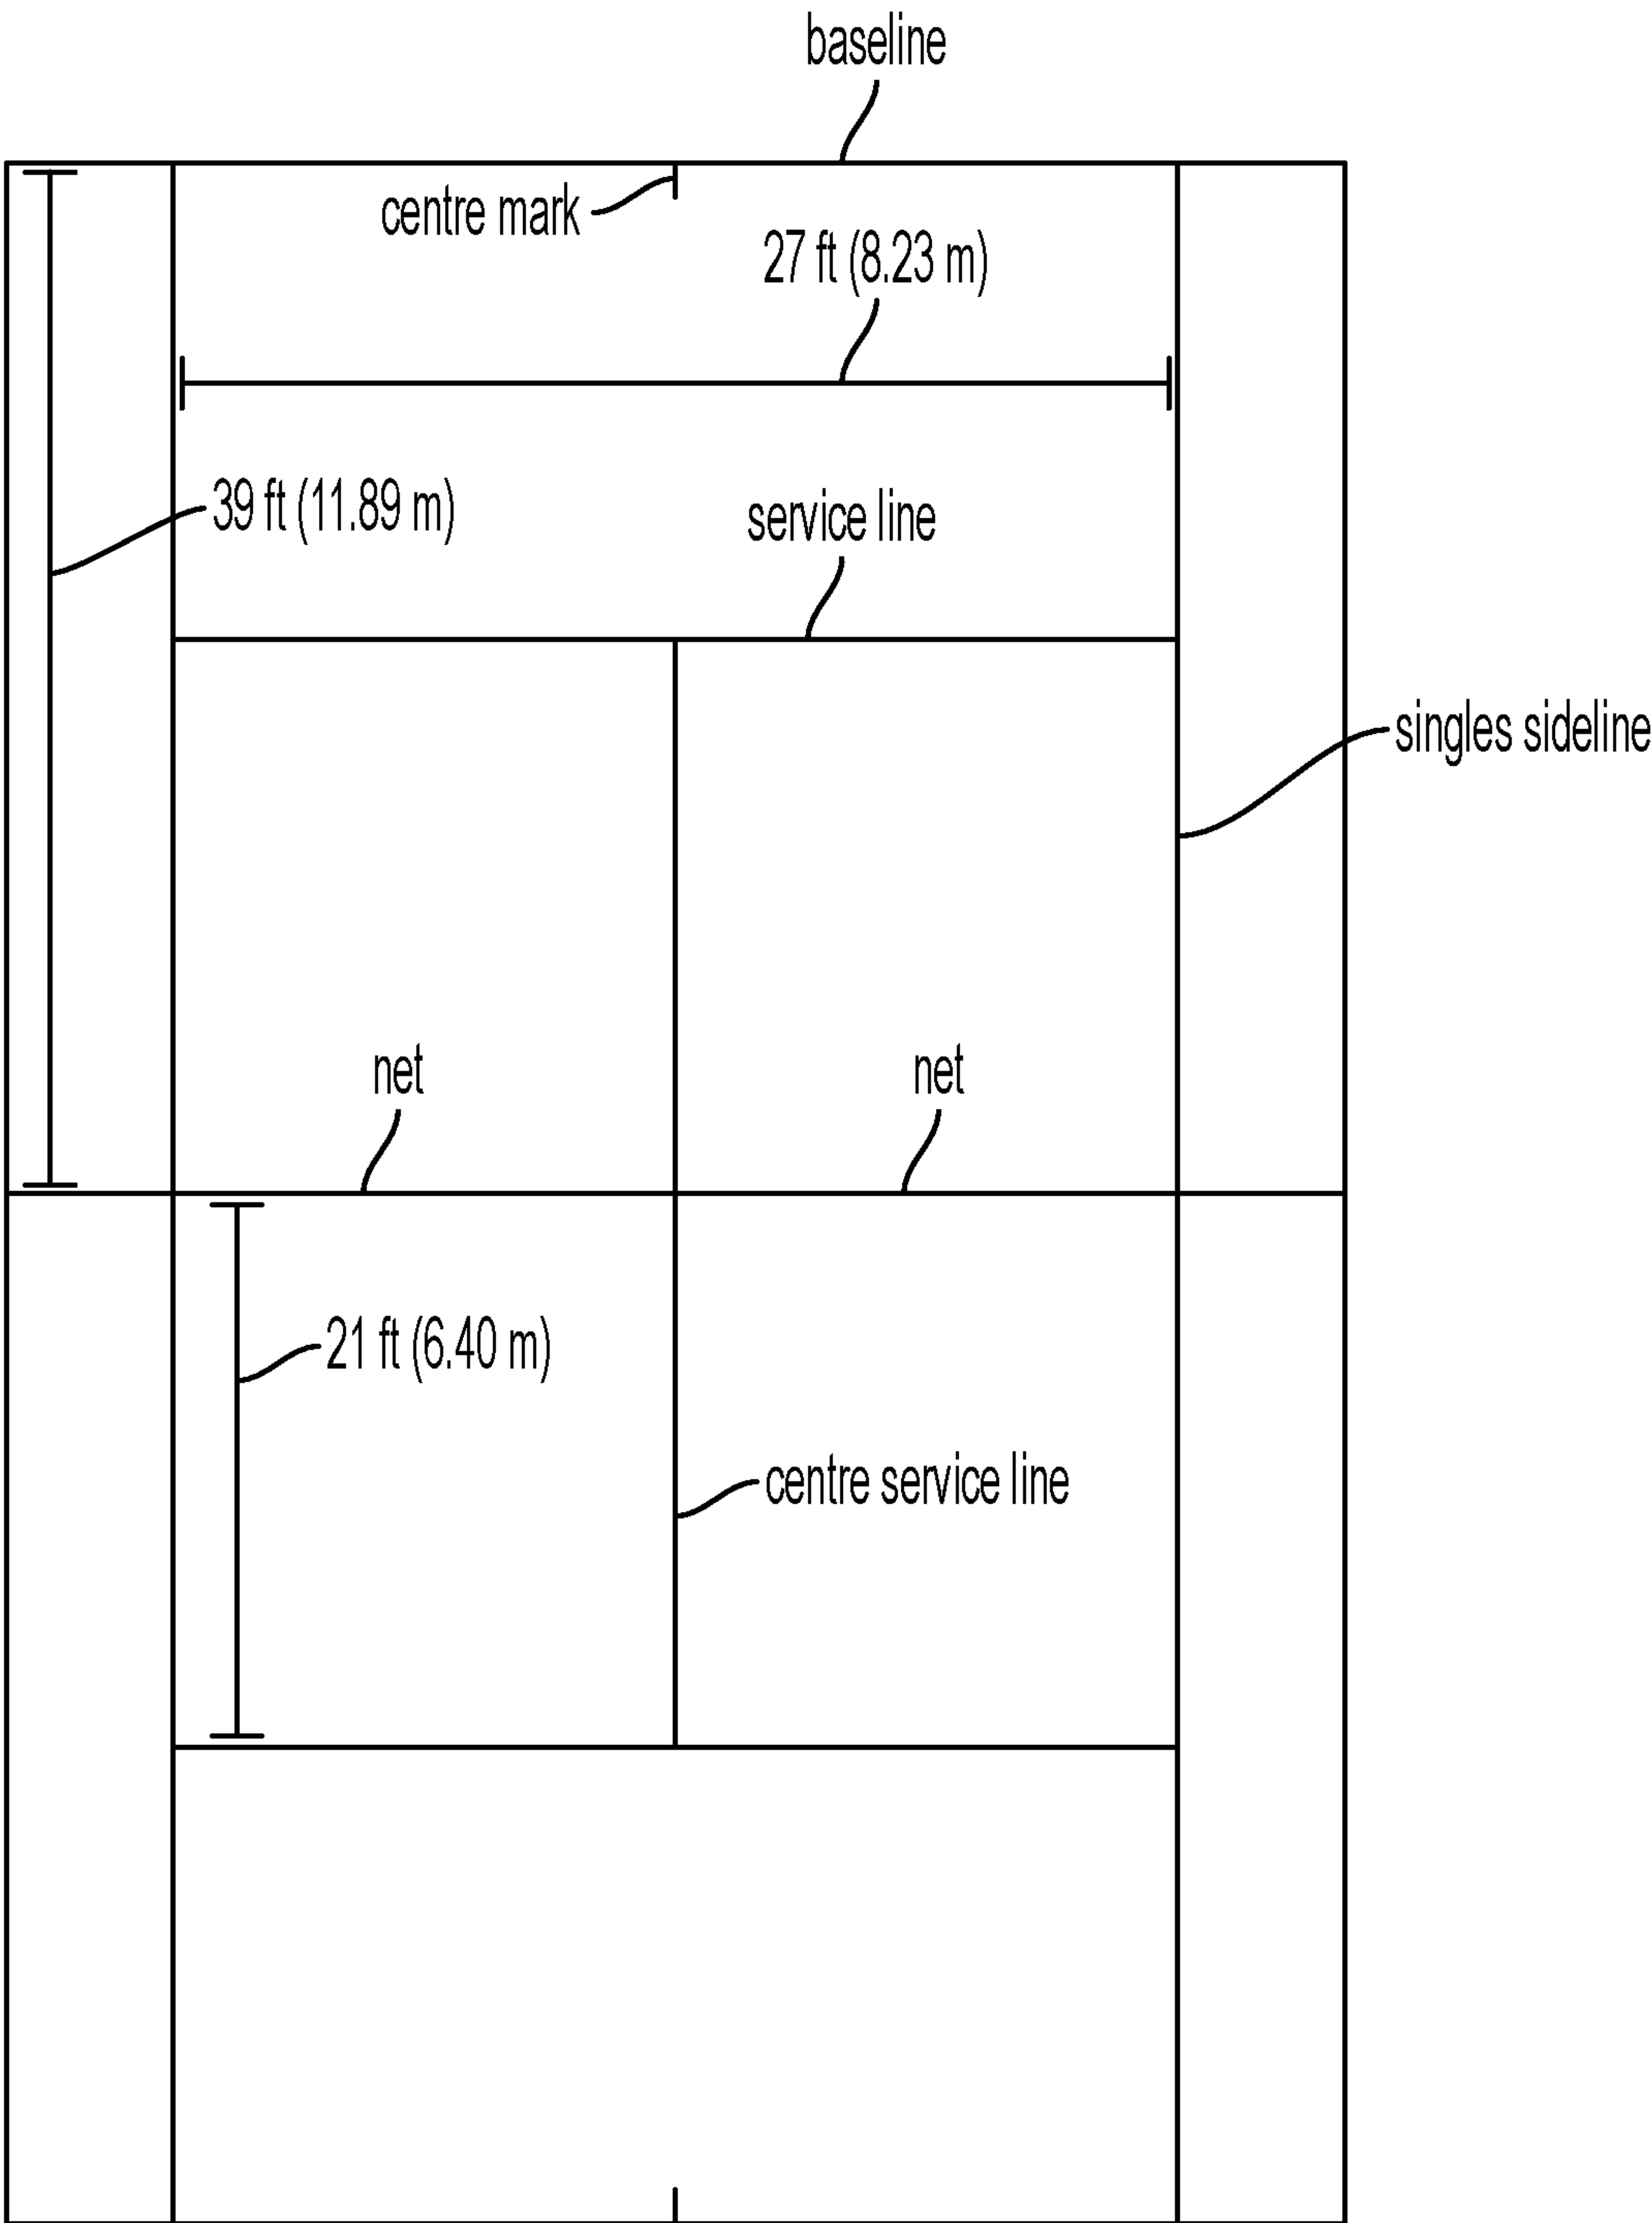 baseline
centre mark
27 ft (8.23 m)
39 ft (11.89 m)
service line
singles sideline
net
net
21 ft (6.40 m)
centre service line